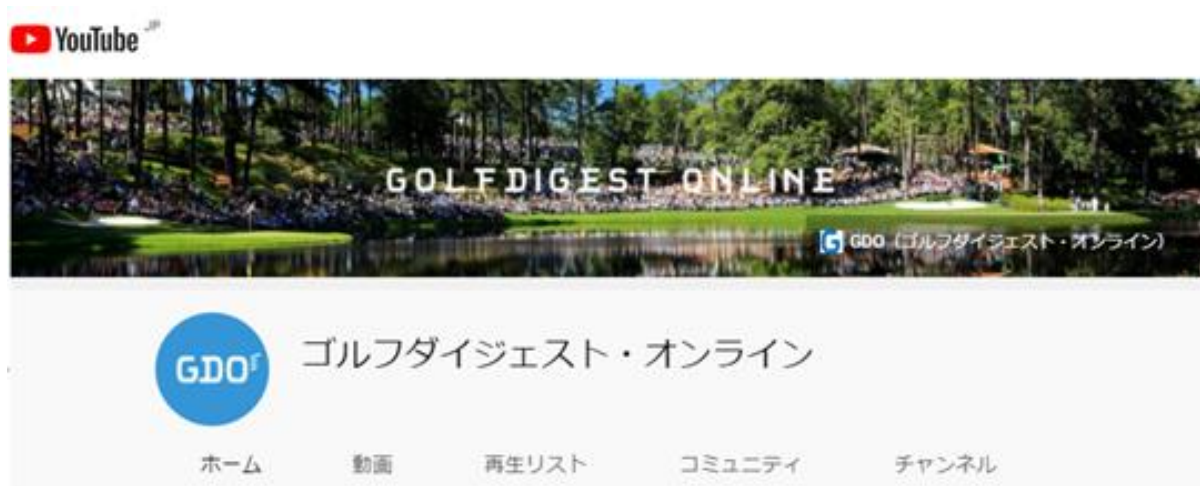 YouTube JP
GOLFDIGEST ONLINE
G GDO（ゴルフダイジェスト・オンライン）
GDO
ゴルフダイジェスト・オンライン
ホーム 動画 再生リスト コミュニティ チャンネル